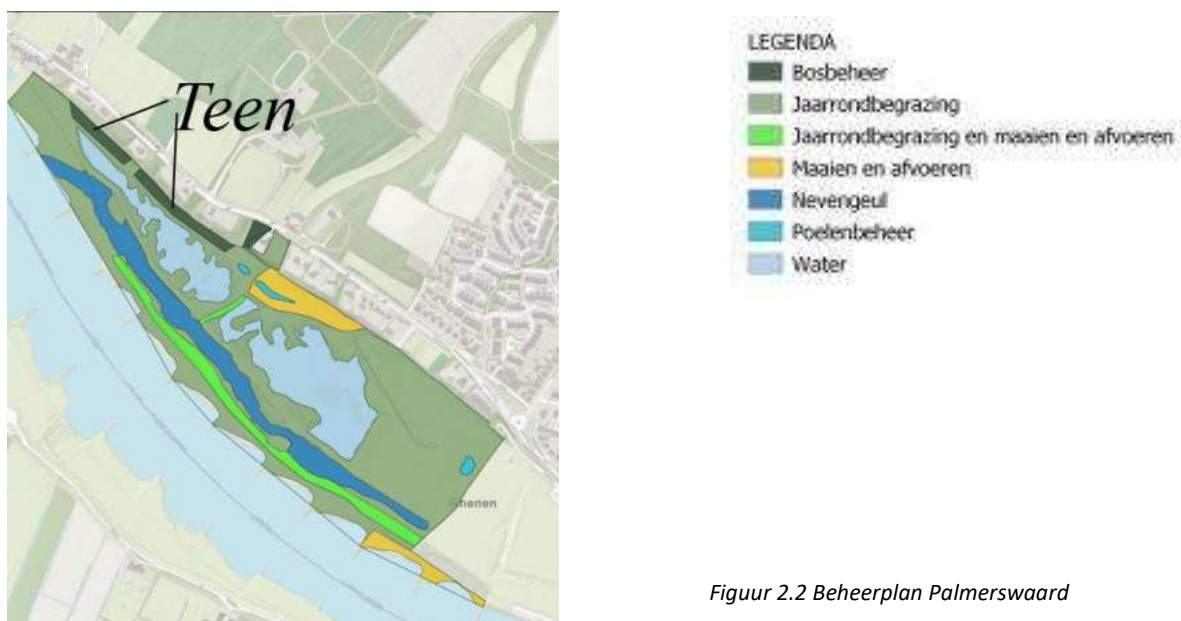 Teen
Rhenen
LEGENDA
Bosbeheer
Jaarrondbegrazing
Jaarrondbegrazing en maaien en afvoeren
Maaien en afvoeren
Nevengeul
Poelenbeheer
Water
Figuur 2.2 Beheerplan Palmerswaard